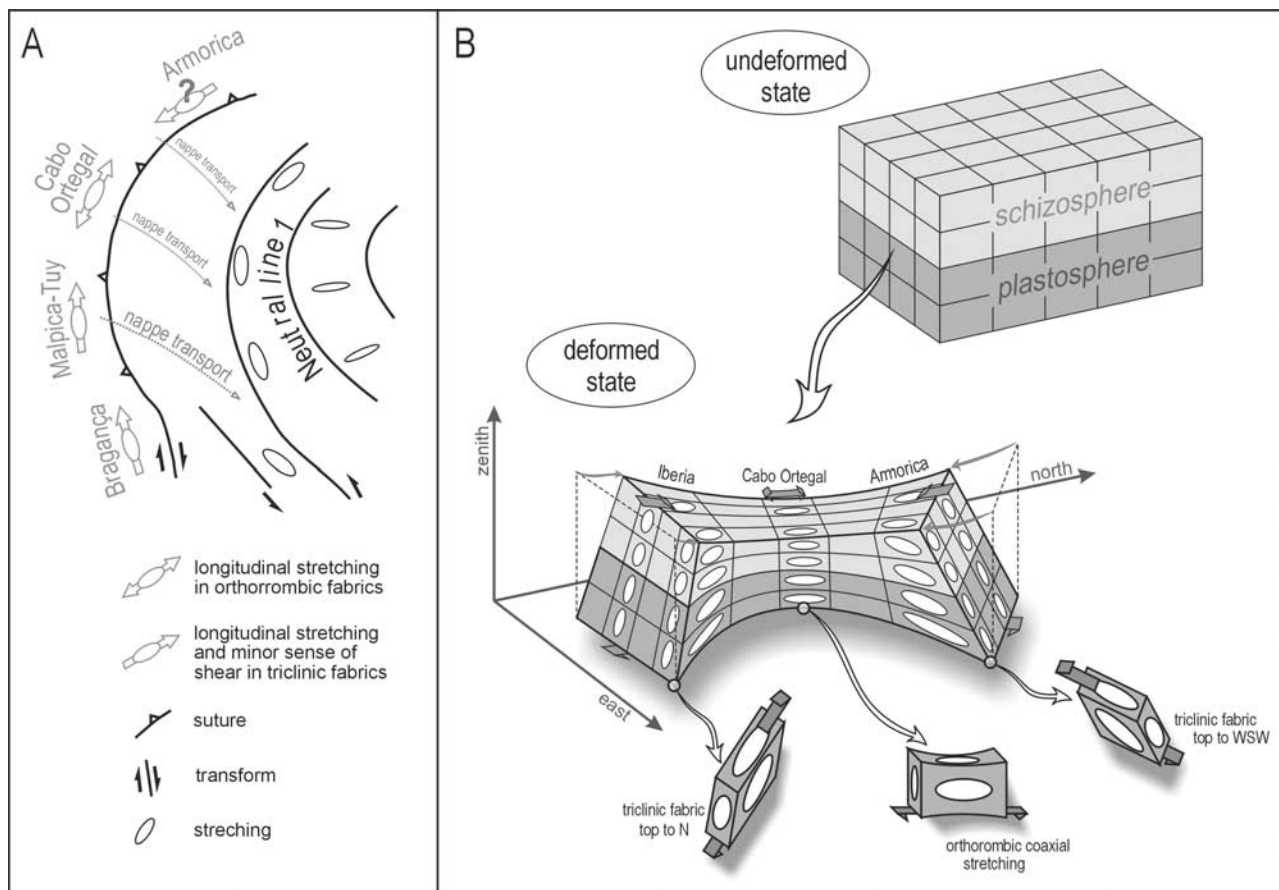 A
Armorica
?
nappe transport
Cabo
Ortegal
nappe transport
Neutral line 1
Malpica-Tuy
nappe transport
Bragança
longitudinal stretching
in orthorrombic fabrics
longitudinal stretching
and minor sense of
shear in triclinic fabrics
suture
transform
streching
B
undeformed
state
schizosphere
plastosphere
deformed
state
zenith
Iberia
Cabo Ortegal
Armorica
north
east
triclinic fabric
top to WSW
triclinic fabric
top to N
orthorombic coaxial
stretching